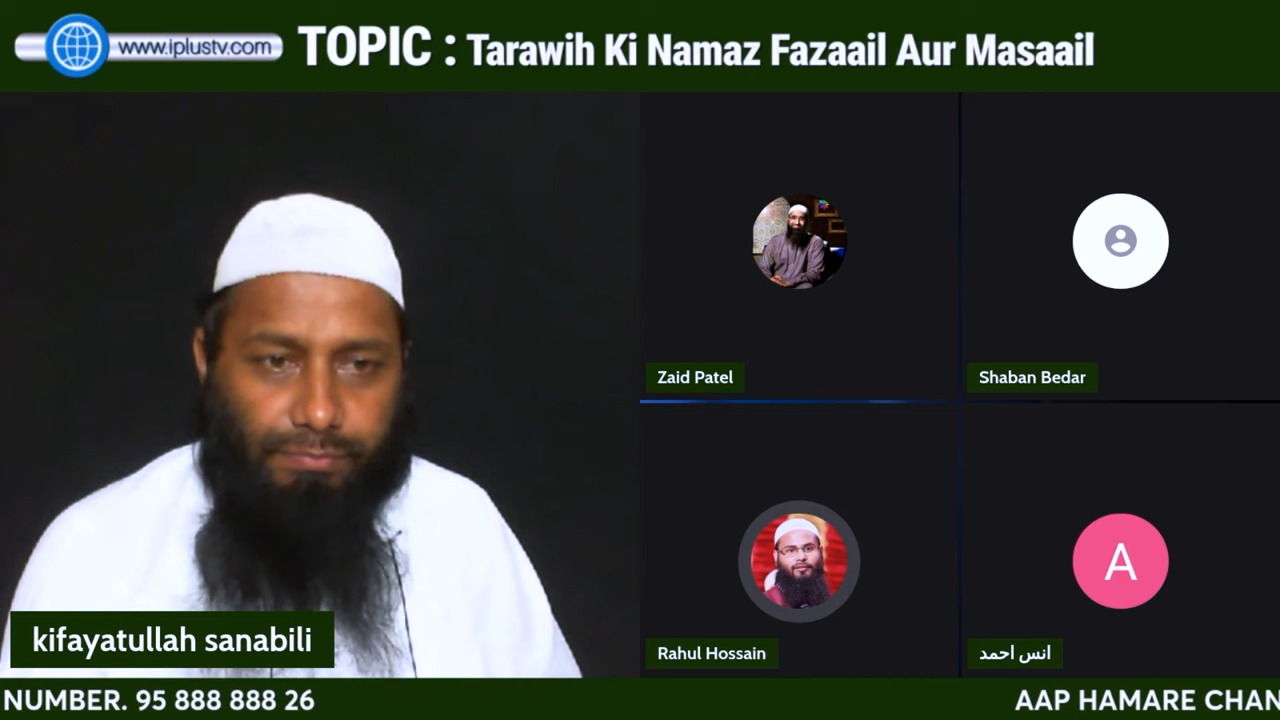 www.iplustv.com
TOPIC : Tarawih Ki Namaz Fazaail Aur Masaail
Zaid Patel
Shaban Bedar
kifayatullah sanabili
Rahul Hossain
A
انس احمد
NUMBER. 95 888 888 26
AAP HAMARE CHAN